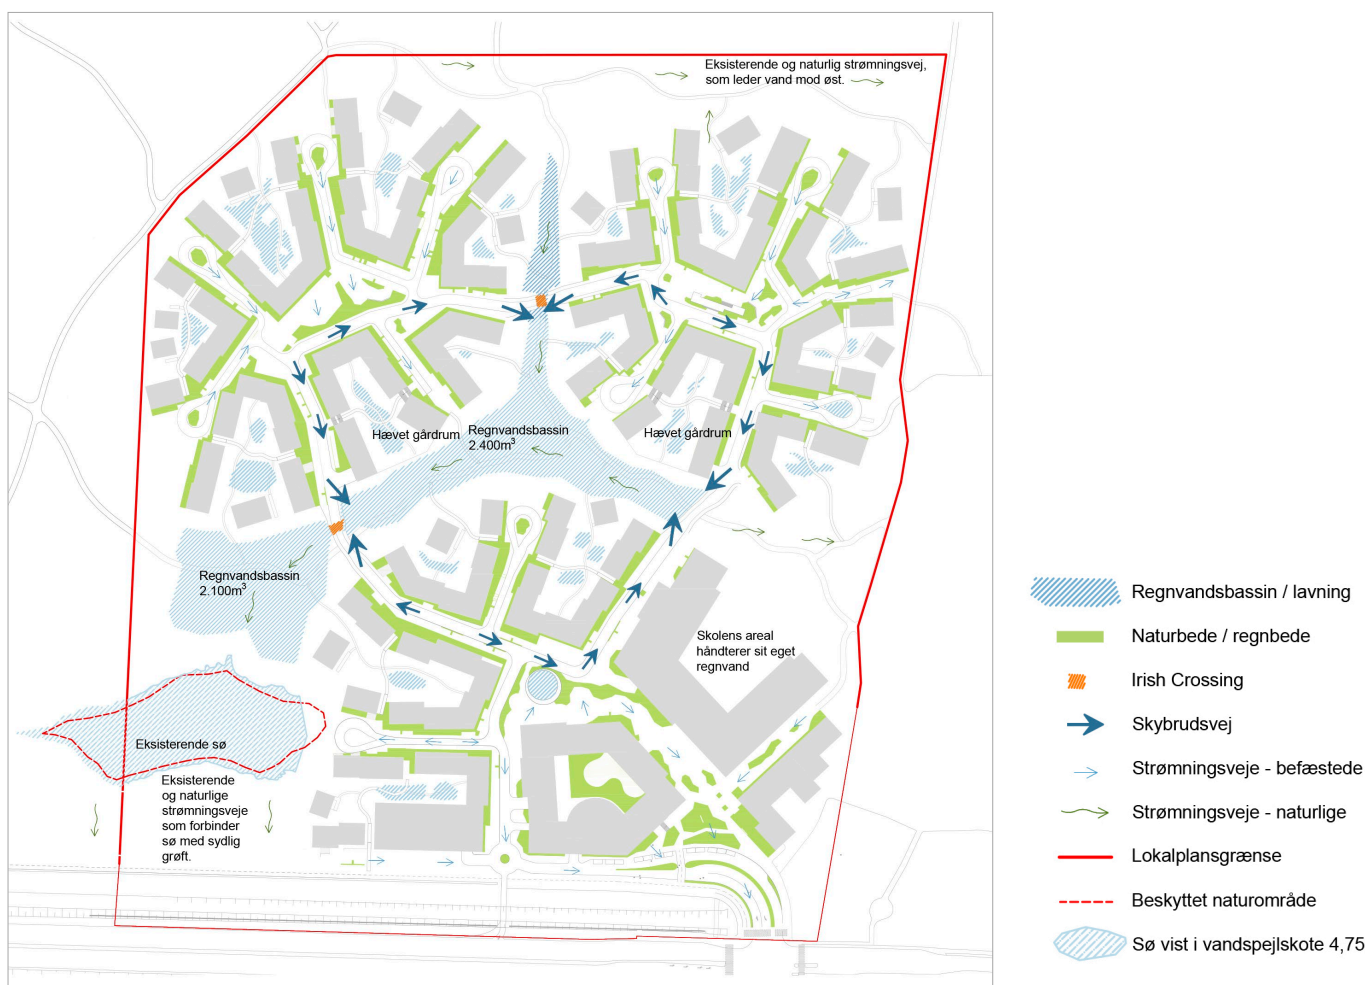 Eksisterende og naturlig strømningsvej,
som leder vand mod øst.
Hævet gårdrum
Regnvandsbassin
2.400m³
Hævet gårdrum
Regnvandsbassin
2.100m³
Skolens areal
håndterer sit eget
regnvand
Eksisterende sø
Eksisterende
og naturlige
strømningsveje
som forbinder
sø med sydlig
grøft.
Regnvandsbassin / lavning
Naturbede / regnbede
Irish Crossing
Skybrudsvej
Strømningsveje - befæstede
Strømningsveje - naturlige
Lokalplansgrænse
Beskyttet naturområde
Sø vist i vandspejlskote 4,75